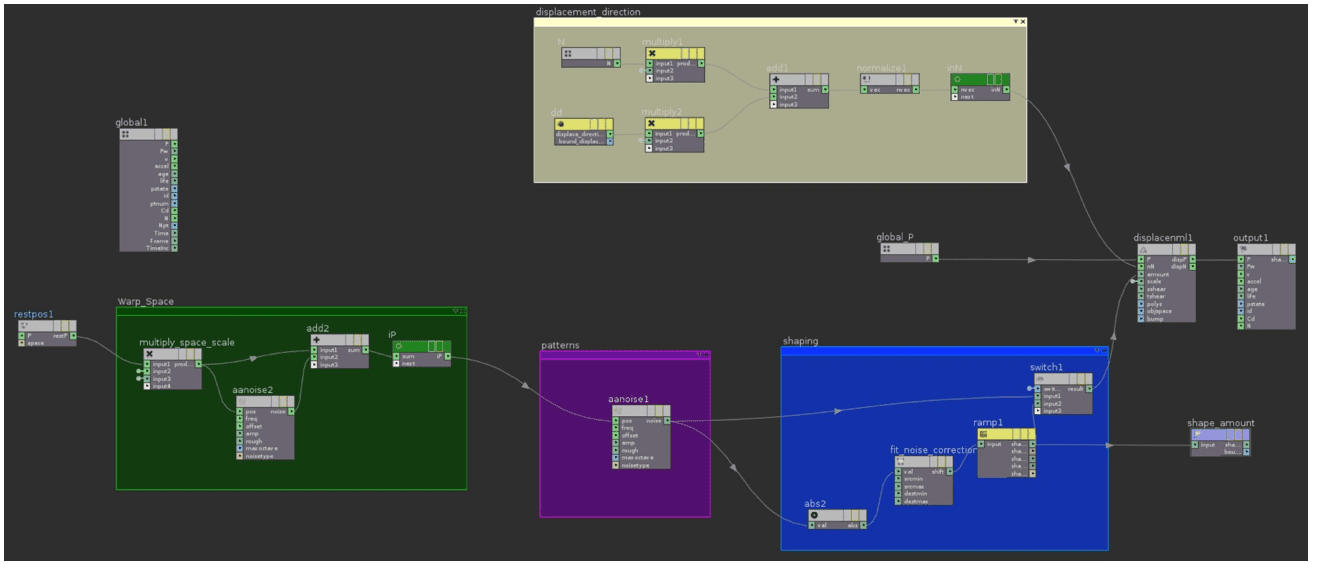 displacement_direction
N
N
multiply1
input1 prod...
input2
input3
add1
input1 sum
input2
input3
normalize1
vec nvec
inN
nvec inN
next
dd
displace_directi...
bound_displac...
multiply2
input1 prod...
input2
input3
global1
P
Pw
v
accel
age
life
pstate
id
ptnum
Cd
N
Npt
Time
Frame
TimeInc
global_P
P
displacenml1
P dispP
nN dispN
amount
scale
sshear
tshear
polys
objspace
bump
output1
P sha...
Pw
v
accel
age
life
pstate
id
Cd
N
restpos1
P restP
space
Warp_Space
multiply_space_scale
input1 prod...
input2
input3
input4
aanoise2
pos noise
freq
offset
amp
rough
maxoctave
noisetype
add2
input1 sum
input2
input3
iP
sum iP
next
patterns
aanoise1
pos noise
freq
offset
amp
rough
maxoctave
noisetype
shaping
switch1
swit... result
input1
input2
input3
ramp1
input sha...
sha...
sha...
sha...
sha...
fit_noise_correction
val shift
srcmin
srcmax
destmin
destmax
abs2
val abs
shape_amount
input sha...
bou...